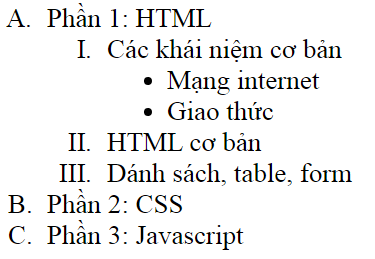 A. Phần 1: HTML
I. Các khái niệm cơ bản
• Mạng internet
• Giao thức
II. HTML cơ bản
III. Dánh sách, table, form
B. Phần 2: CSS
C. Phần 3: Javascript